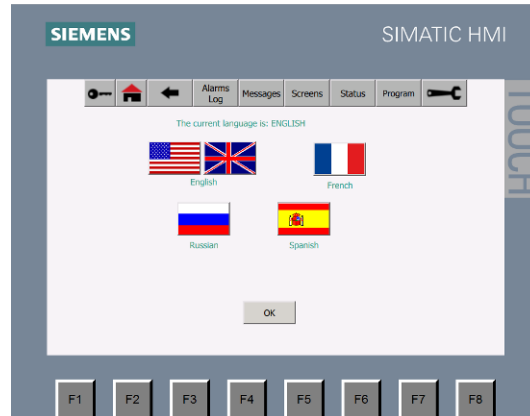 SIEMENS
SIMATIC HMI
TOUCH
Alarms
Log
Messages
Screens
Status
Program
The current language is: ENGLISH
English
French
Russian
Spanish
OK
F1
F2
F3
F4
F5
F6
F7
F8